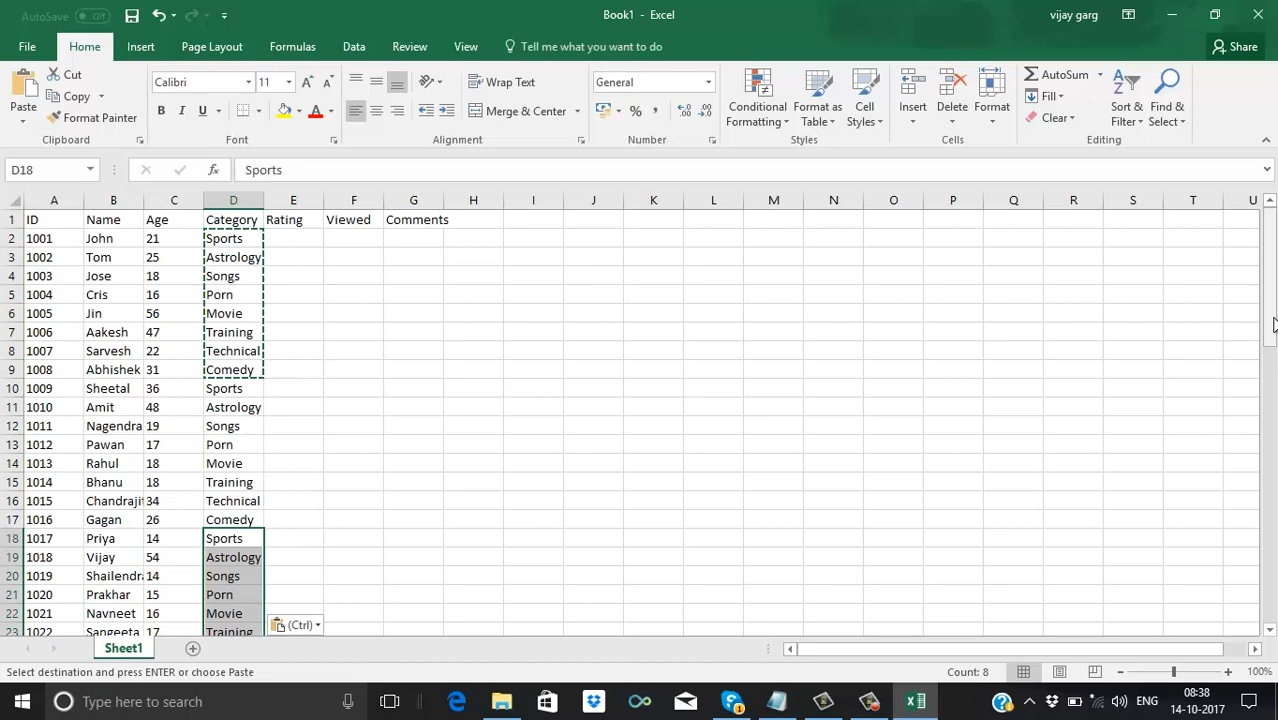 AutoSave Off
Book1 - Excel
vijay garg
File Home Insert Page Layout Formulas Data Review View Tell me what you want to do Share
Paste Cut Copy Format Painter
Calibri 11
B I U
Wrap Text
Merge & Center
General
Conditional Formatting
Format as Table
Cell Styles
Insert Delete Format
AutoSum
Fill
Clear
Sort & Filter
Find & Select
Clipboard Font Alignment Number Styles Cells Editing
D18 fx Sports
A B C D E F G H I J K L M N O P Q R S T U
1 ID Name Age Category Rating Viewed Comments
2 1001 John 21 Sports
3 1002 Tom 25 Astrology
4 1003 Jose 18 Songs
5 1004 Cris 16 Porn
6 1005 Jin 56 Movie
7 1006 Aakesh 47 Training
8 1007 Sarvesh 22 Technical
9 1008 Abhishek 31 Comedy
10 1009 Sheetal 36 Sports
11 1010 Amit 48 Astrology
12 1011 Nagendra 19 Songs
13 1012 Pawan 17 Porn
14 1013 Rahul 18 Movie
15 1014 Bhanu 18 Training
16 1015 Chandrajit 34 Technical
17 1016 Gagan 26 Comedy
18 1017 Priya 14 Sports
19 1018 Vijay 54 Astrology
20 1019 Shailendra 14 Songs
21 1020 Prakhar 15 Porn
22 1021 Navneet 16 Movie
23 1022 Sangeeta 17 Training
(Ctrl)
Sheet1
Select destination and press ENTER or choose Paste
Count: 8
100%
Type here to search
ENG
08:38
14-10-2017